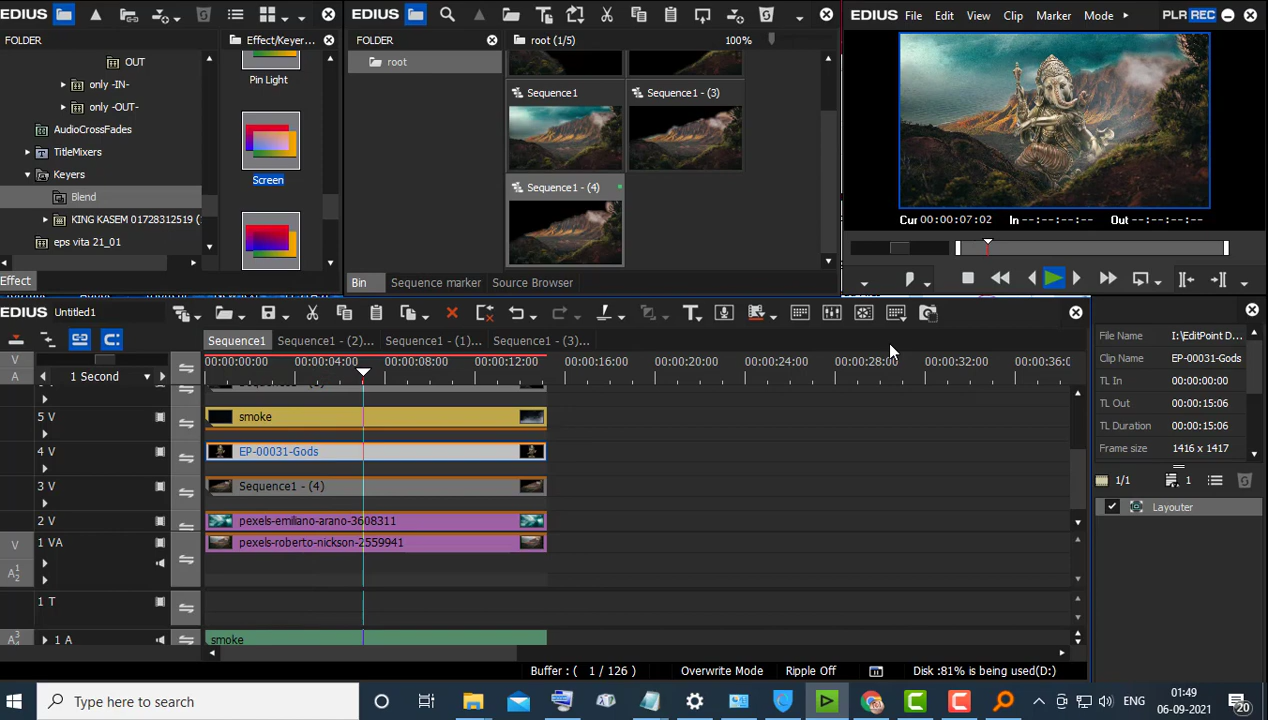 FOLDER
OUT
only -IN-
only -OUT-
AudioCrossFades
TitleMixers
Keyers
Blend
KING KASEM 01728312519 (
eps vita 21_01
Effect
Effect/Keyer...
Pin Light
Screen
EDIUS
FOLDER
root
root (1/5)
100%
Sequence1
Sequence1 - (3)
Sequence1 - (4)
Bin
Sequence marker
Source Browser
EDIUS
File
Edit
View
Clip
Marker
Mode
PLR REC
Cur 00:00:07:02 In --:--:--:-- Out --:--:--:--
EDIUS
Untitled1
Sequence1
Sequence1 - (2)...
Sequence1 - (1)...
Sequence1 - (3)...
V
A
1 Second
00:00:00:00 00:00:04:00 00:00:08:00 00:00:12:00 00:00:16:00 00:00:20:00 00:00:24:00 00:00:28:00 00:00:32:00 00:00:36:0
5 V
smoke
4 V
EP-00031-Gods
3 V
Sequence1 - (4)
2 V
pexels-emiliano-arano-3608311
V
1 VA
pexels-roberto-nickson-2559941
A 1 2
1 T
A 3 4
1 A
smoke
File Name I:\EditPoint D...
Clip Name EP-00031-Gods
TL In 00:00:00:00
TL Out 00:00:15:06
TL Duration 00:00:15:06
Frame size 1416 x 1417
1/1
1
Layouter
Buffer : ( 1 / 126 )
Overwrite Mode
Ripple Off
Disk :81% is being used(D:)
Type here to search
ENG
01:49
06-09-2021
20